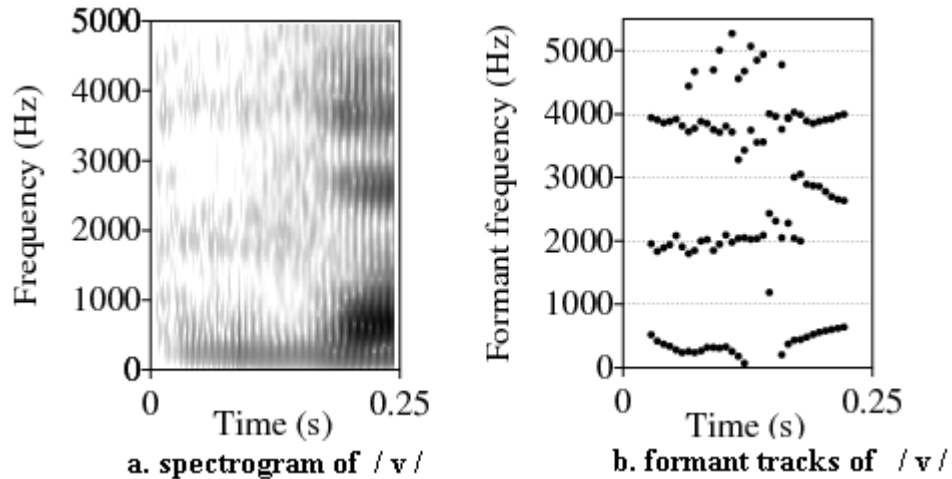 5000
4000
3000
2000
1000
0
Frequency (Hz)
0
0.25
Time (s)
a. spectrogram of / v /
5000
4000
3000
2000
1000
0
Formant frequency (Hz)
0
0.25
Time (s)
b. formant tracks of / v /